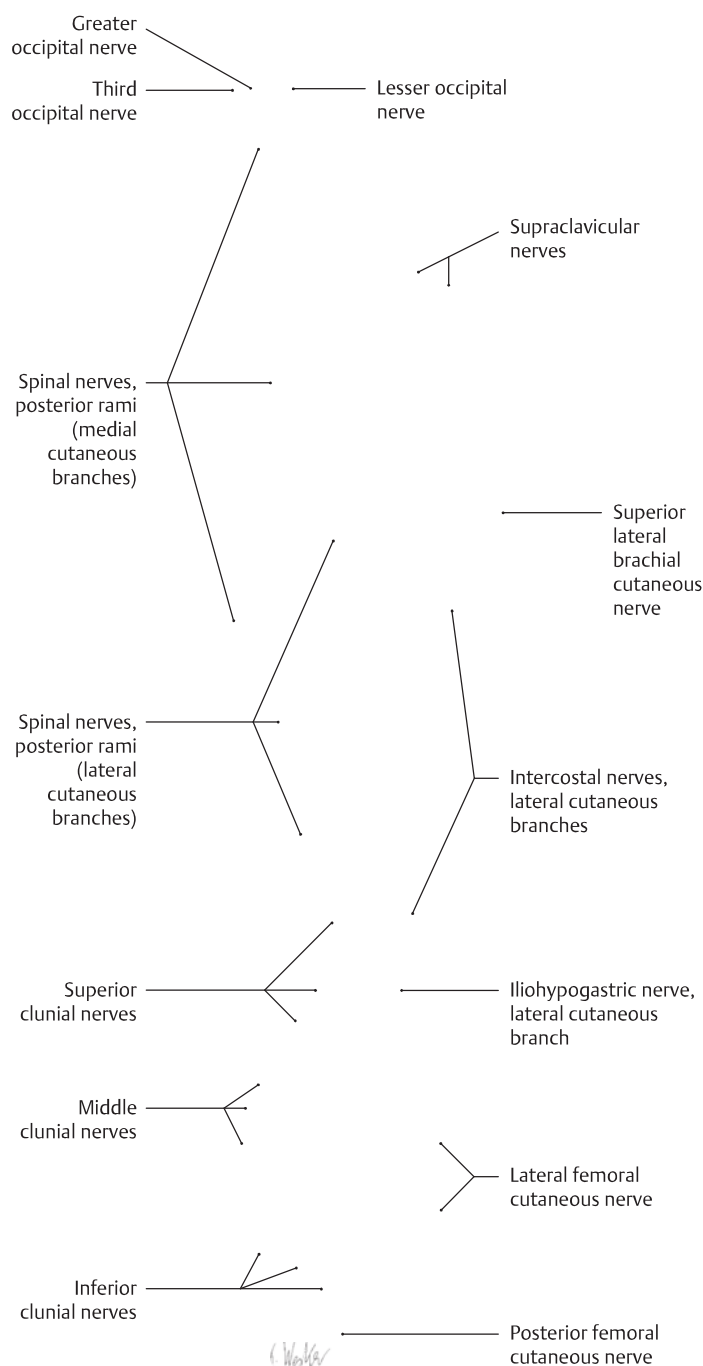 Greater
occipital nerve
Third
occipital nerve
Lesser occipital
nerve
Supraclavicular
nerves
Spinal nerves,
posterior rami
(medial
cutaneous
branches)
Superior
lateral
brachial
cutaneous
nerve
Spinal nerves,
posterior rami
(lateral
cutaneous
branches)
Intercostal nerves,
lateral cutaneous
branches
Superior
clunial nerves
Iliohypogastric nerve,
lateral cutaneous
branch
Middle
clunial nerves
Lateral femoral
cutaneous nerve
Inferior
clunial nerves
Posterior femoral
cutaneous nerve